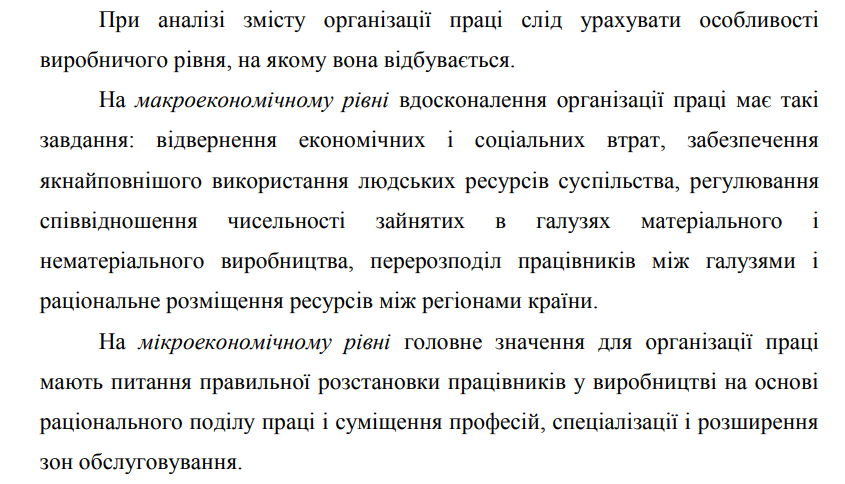 При аналізі змісту організації праці слід урахувати особливості
виробничого рівня, на якому вона відбувається.
На макроекономічному рівні вдосконалення організації праці має такі
завдання: відвернення економічних і соціальних втрат, забезпечення
якнайповнішого використання людських ресурсів суспільства, регулювання
співвідношення чисельності зайнятих в галузях матеріального і
нематеріального виробництва, перерозподіл працівників між галузями і
раціональне розміщення ресурсів між регіонами країни.
На мікроекономічному рівні головне значення для організації праці
мають питання правильної розстановки працівників у виробництві на основі
раціонального поділу праці і суміщення професій, спеціалізації і розширення
зон обслуговування.